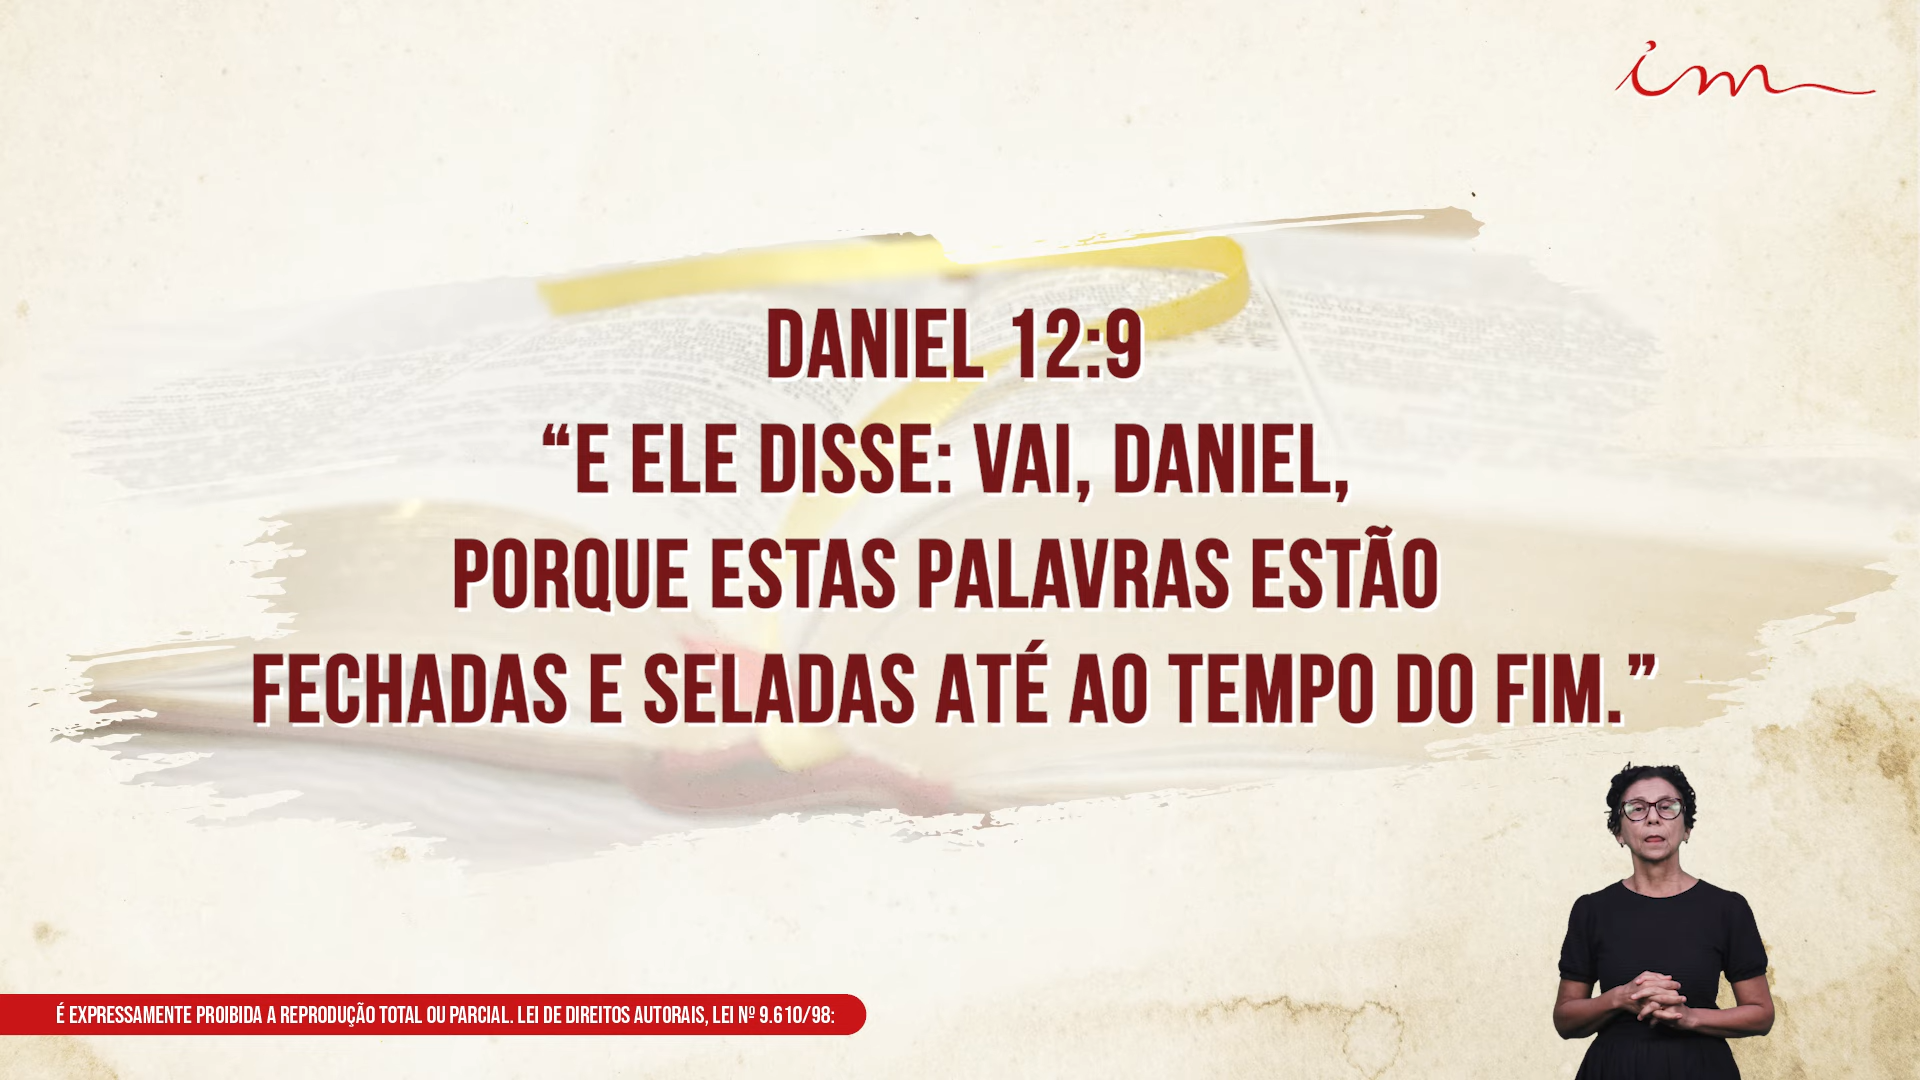 im
DANIEL 12:9
“E ELE DISSE: VAI, DANIEL,
PORQUE ESTAS PALAVRAS ESTÃO
FECHADAS E SELADAS ATÉ AO TEMPO DO FIM.”
É EXPRESSAMENTE PROIBIDA A REPRODUÇÃO TOTAL OU PARCIAL. LEI DE DIREITOS AUTORAIS, LEI Nº 9.610/98: